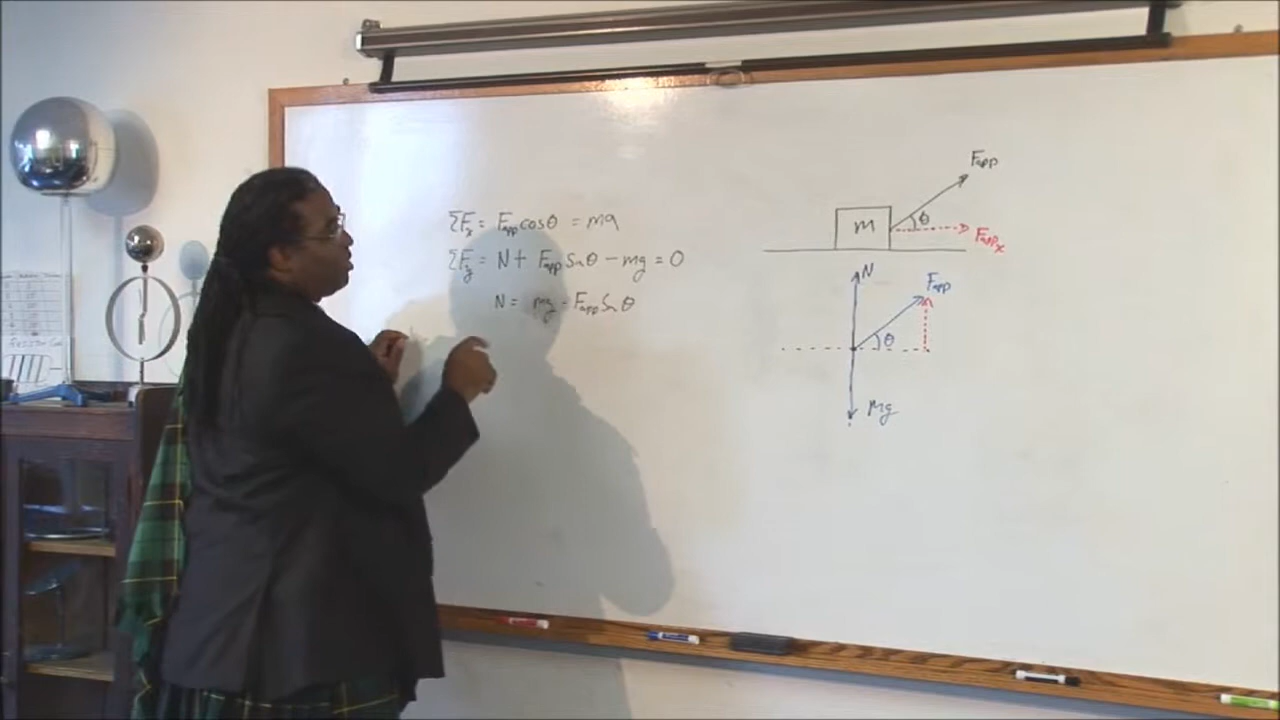 ΣFx = Fapp cosθ = ma
ΣFy = N + Fapp Sinθ - mg = 0
N = mg - Fapp Sinθ
Fapp
m
θ
Fappx
N
Fapp
θ
mg